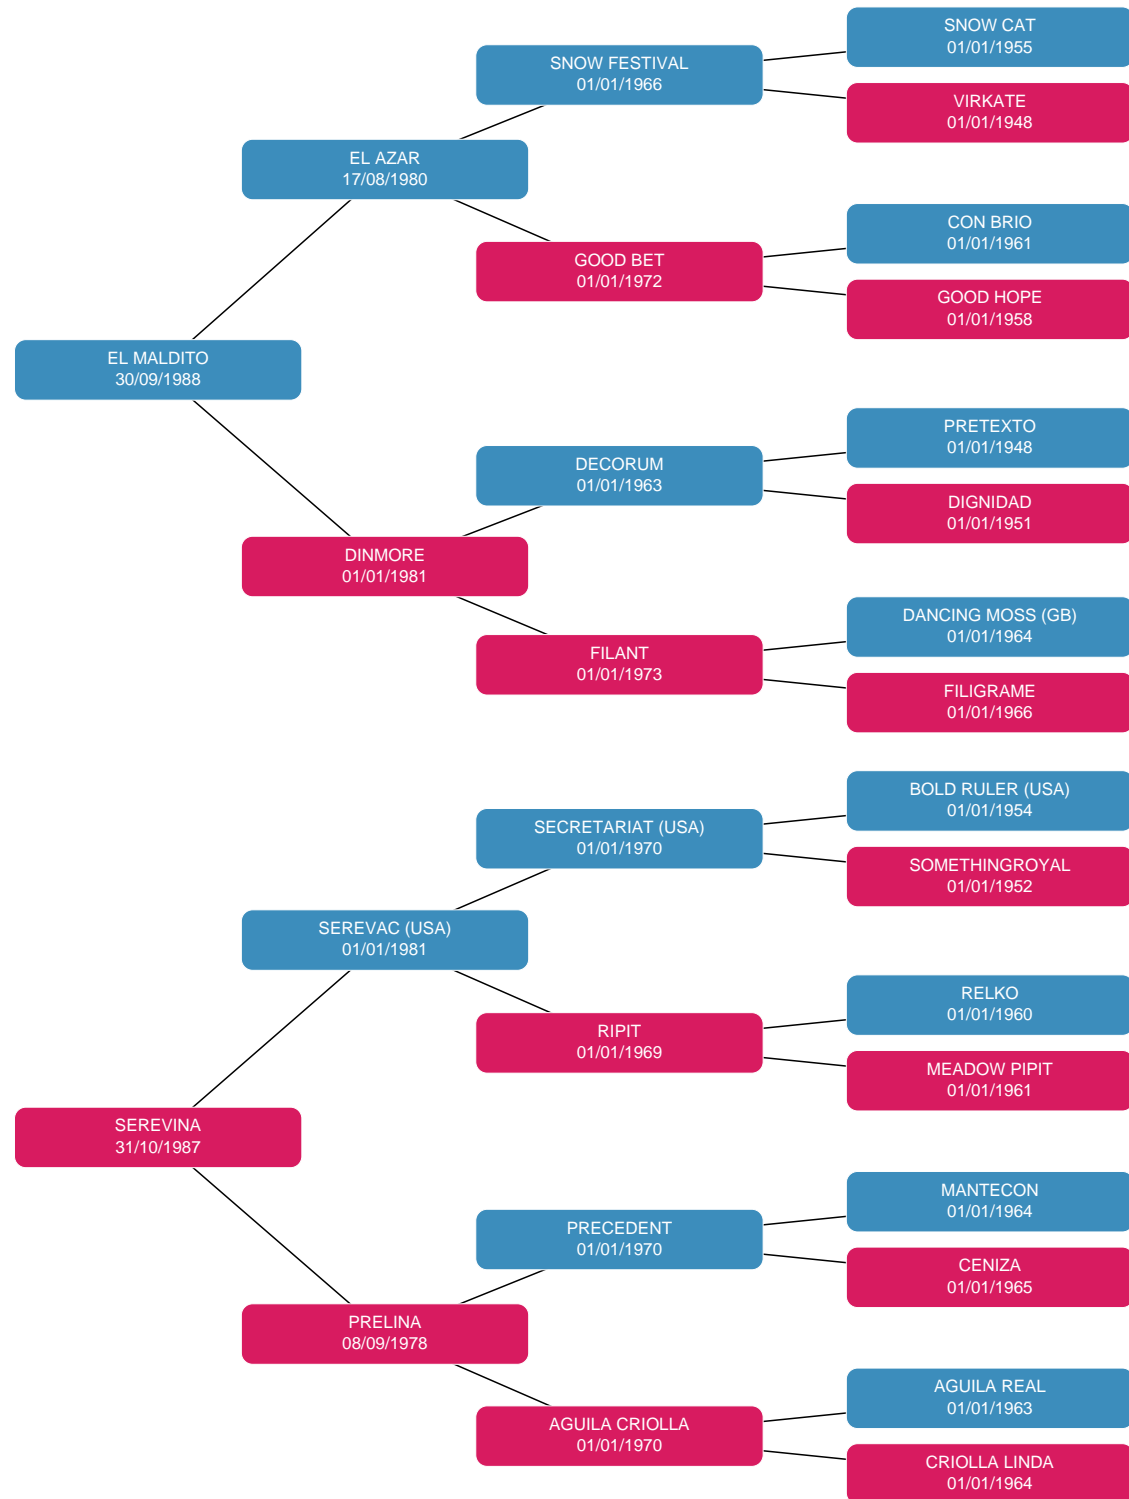 SNOW CAT
01/01/1955
SNOW FESTIVAL
01/01/1966
VIRKATE
01/01/1948
EL AZAR
17/08/1980
CON BRIO
01/01/1961
GOOD BET
01/01/1972
GOOD HOPE
01/01/1958
EL MALDITO
30/09/1988
PRETEXTO
01/01/1948
DECORUM
01/01/1963
DIGNIDAD
01/01/1951
DINMORE
01/01/1981
DANCING MOSS (GB)
01/01/1964
FILANT
01/01/1973
FILIGRAME
01/01/1966
BOLD RULER (USA)
01/01/1954
SECRETARIAT (USA)
01/01/1970
SOMETHINGROYAL
01/01/1952
SEREVAC (USA)
01/01/1981
RELKO
01/01/1960
RIPIT
01/01/1969
MEADOW PIPIT
01/01/1961
SEREVINA
31/10/1987
MANTECON
01/01/1964
PRECEDENT
01/01/1970
CENIZA
01/01/1965
PRELINA
08/09/1978
AGUILA REAL
01/01/1963
AGUILA CRIOLLA
01/01/1970
CRIOLLA LINDA
01/01/1964